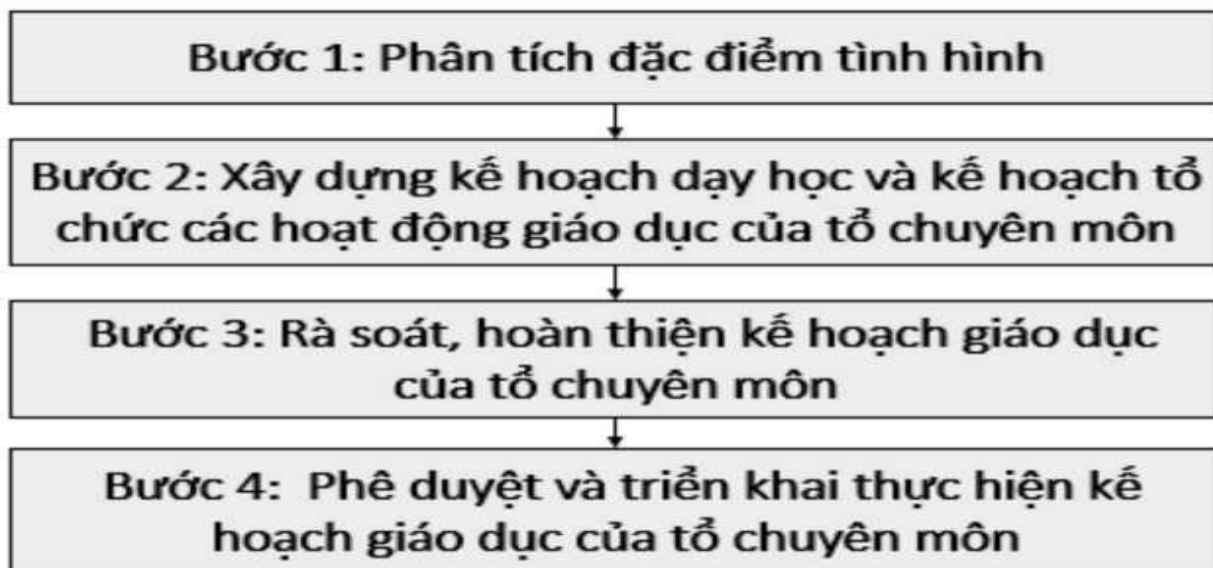 Bước 1: Phân tích đặc điểm tình hình
Bước 2: Xây dựng kế hoạch dạy học và kế hoạch tổ
chức các hoạt động giáo dục của tổ chuyên môn
Bước 3: Rà soát, hoàn thiện kế hoạch giáo dục
của tổ chuyên môn
Bước 4: Phê duyệt và triển khai thực hiện kế
hoạch giáo dục của tổ chuyên môn